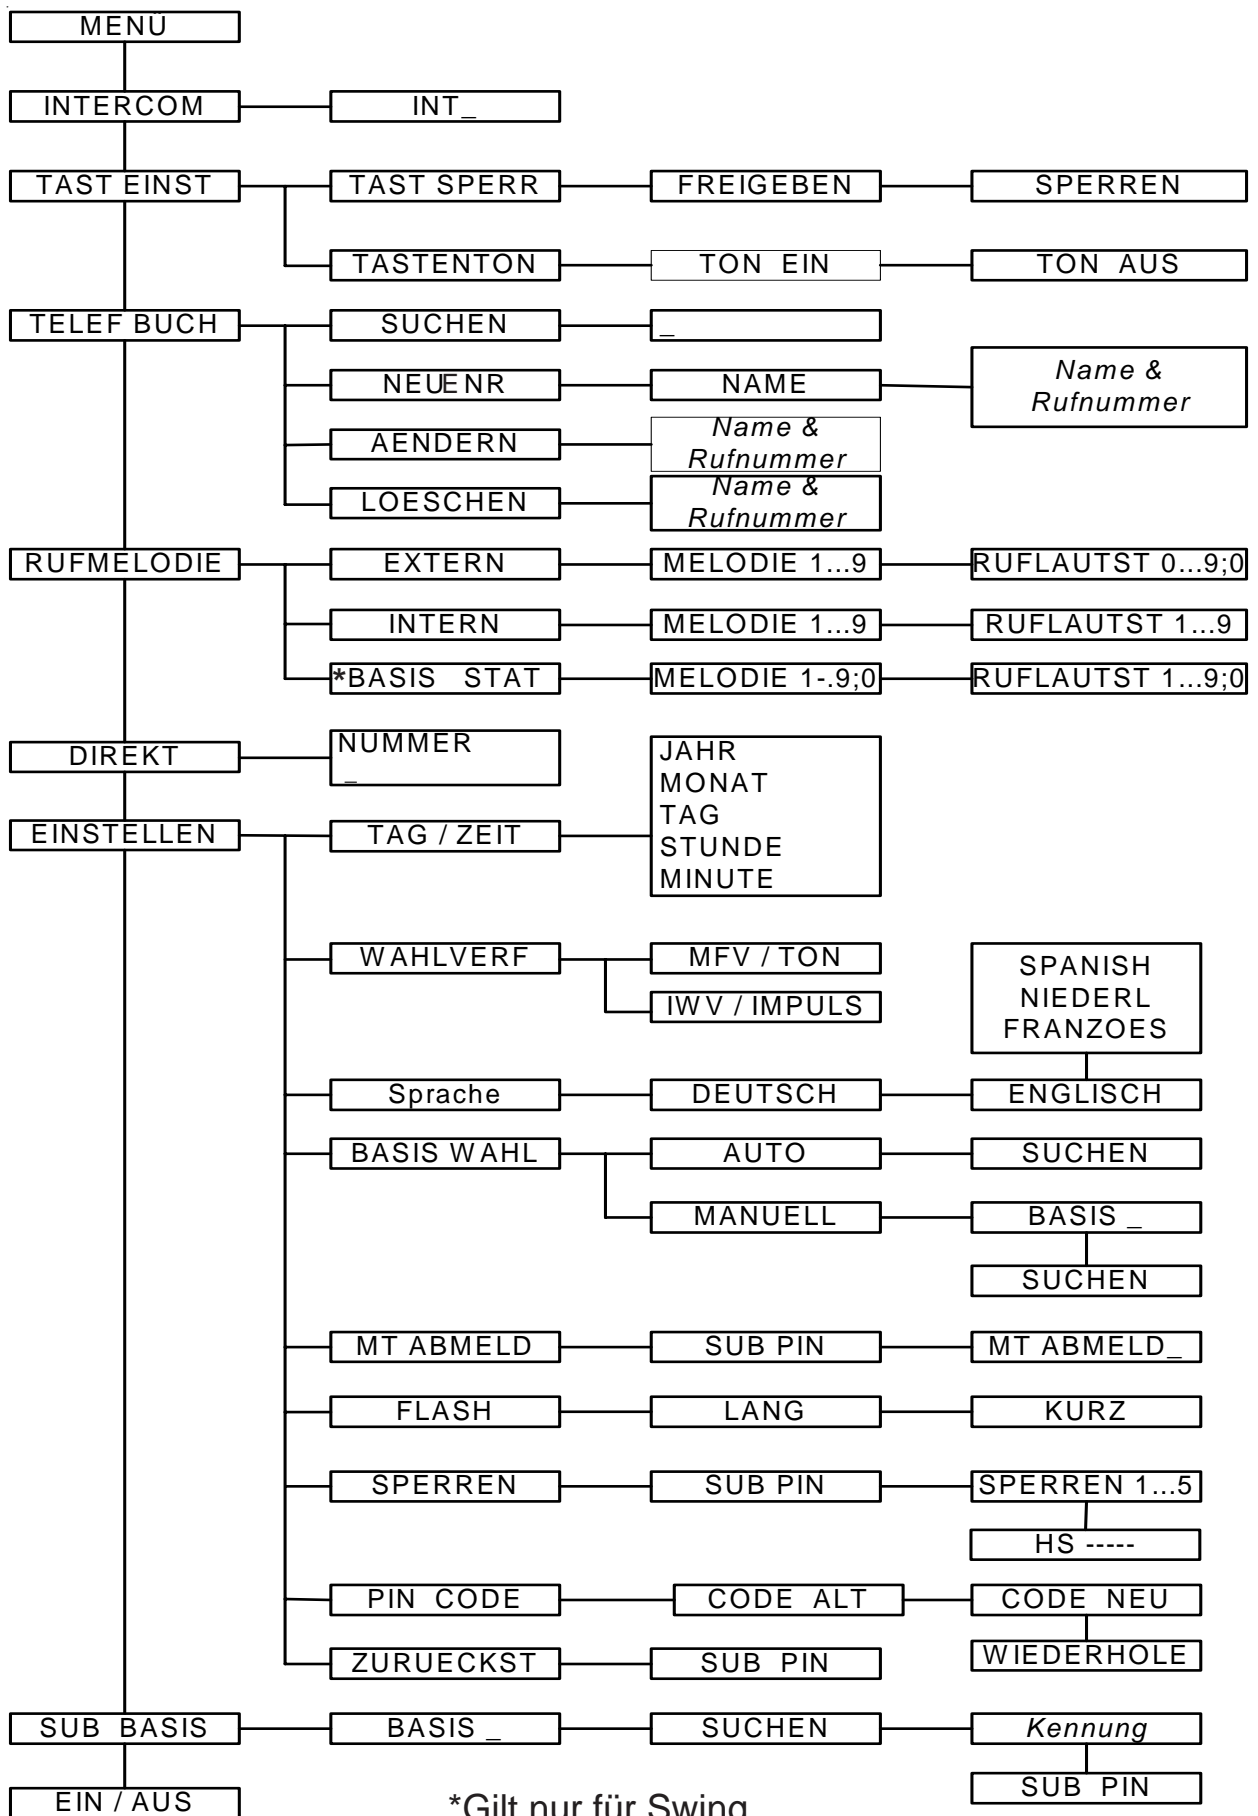 MENÜ
INTERCOM
INT_
TAST EINST
TAST SPERR
FREIGEBEN
SPERREN
TASTENTON
TON EIN
TON AUS
TELEF BUCH
SUCHEN
_
NEUENR
NAME
Name &
Rufnummer
AENDERN
Name &
Rufnummer
LOESCHEN
Name &
Rufnummer
RUFMELODIE
EXTERN
MELODIE 1...9
RUFLAUTST 0...9;0
INTERN
MELODIE 1...9
RUFLAUTST 1...9
*BASIS STAT
MELODIE 1-.9;0
RUFLAUTST 1...9;0
DIREKT
NUMMER
_
EINSTELLEN
TAG / ZEIT
JAHR
MONAT
TAG
STUNDE
MINUTE
WAHLVERF
MFV / TON
IWV / IMPULS
SPANISH
NIEDERL
FRANZOES
Sprache
DEUTSCH
ENGLISCH
BASIS WAHL
AUTO
SUCHEN
MANUELL
BASIS _
SUCHEN
MT ABMELD
SUB PIN
MT ABMELD_
FLASH
LANG
KURZ
SPERREN
SUB PIN
SPERREN 1...5
HS -----
PIN CODE
CODE ALT
CODE NEU
WIEDERHOLE
ZURUECKST
SUB PIN
SUB BASIS
BASIS _
SUCHEN
Kennung
SUB PIN
EIN / AUS
*Gilt nur für Swing